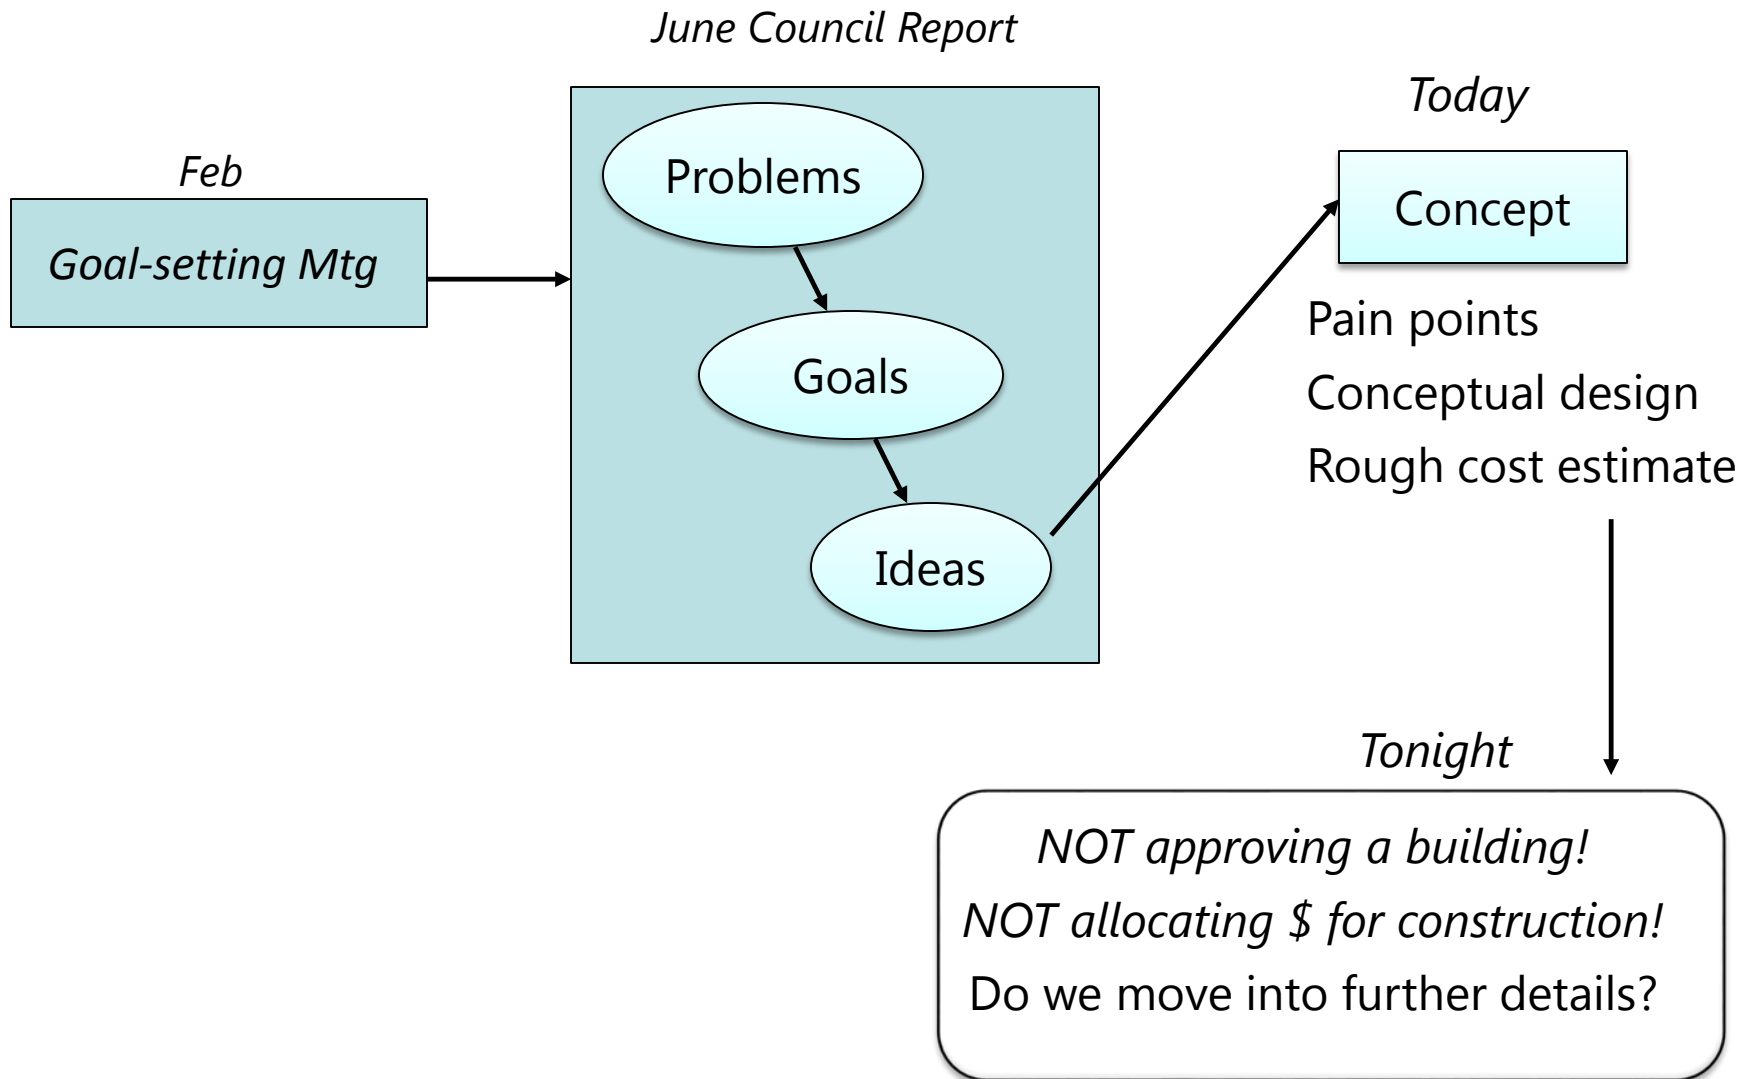 June Council Report
Feb
Goal-setting Mtg
Problems
Goals
Ideas
Today
Concept
Pain points
Conceptual design
Rough cost estimate
Tonight
NOT approving a building!
NOT allocating $ for construction!
Do we move into further details?